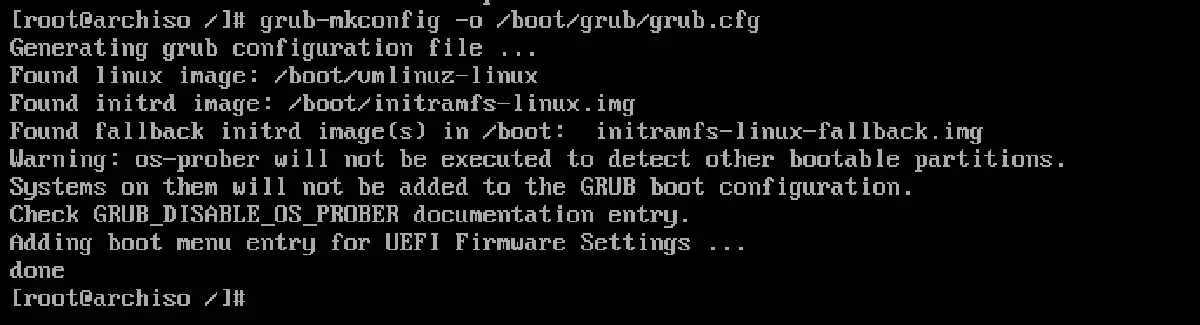 [root@archiso /]# grub-mkconfig -o /boot/grub/grub.cfg
Generating grub configuration file ...
Found linux image: /boot/vmlinuz-linux
Found initrd image: /boot/initramfs-linux.img
Found fallback initrd image(s) in /boot:  initramfs-linux-fallback.img
Warning: os-prober will not be executed to detect other bootable partitions.
Systems on them will not be added to the GRUB boot configuration.
Check GRUB_DISABLE_OS_PROBER documentation entry.
Adding boot menu entry for UEFI Firmware Settings ...
done
[root@archiso /]#